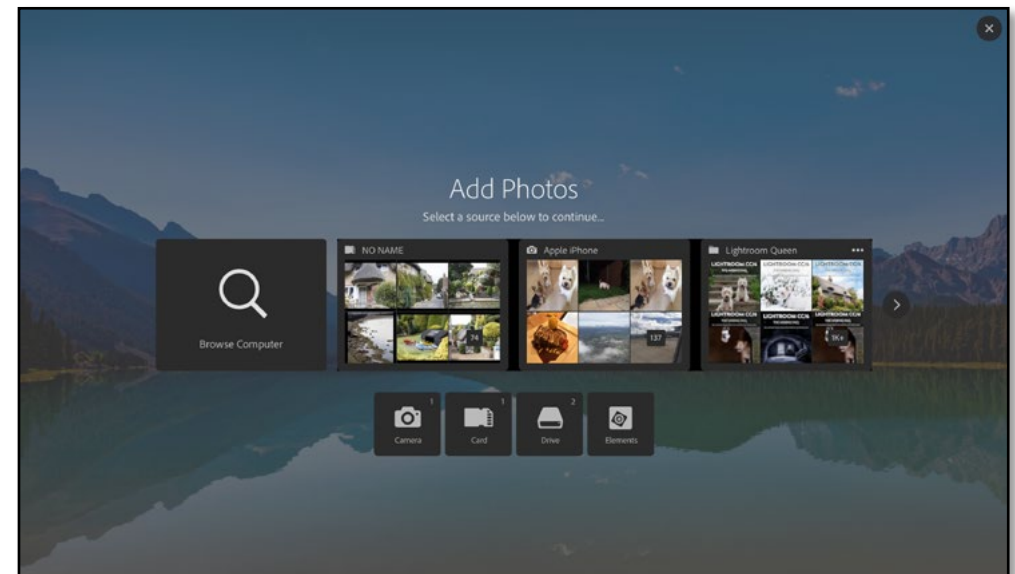 Add Photos
Select a source below to continue...
NO NAME
Apple iPhone
Lightroom Queen
Browse Computer
74
137
1K+
1
1
2
Camera
Card
Drive
Elements